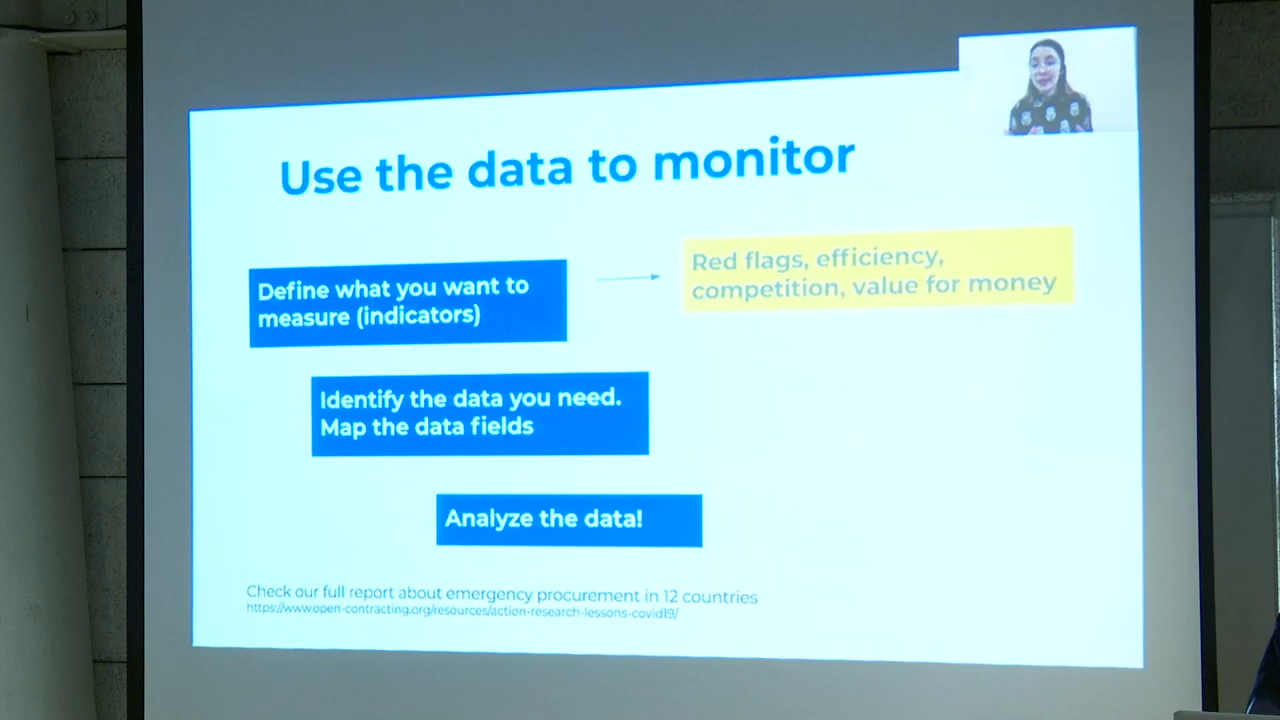 Use the data to monitor
Define what you want to
measure (indicators)
Red flags, efficiency,
competition, value for money
Identify the data you need.
Map the data fields
Analyze the data!
Check our full report about emergency procurement in 12 countries
https://www.open-contracting.org/resources/action-research-lessons-covid19/